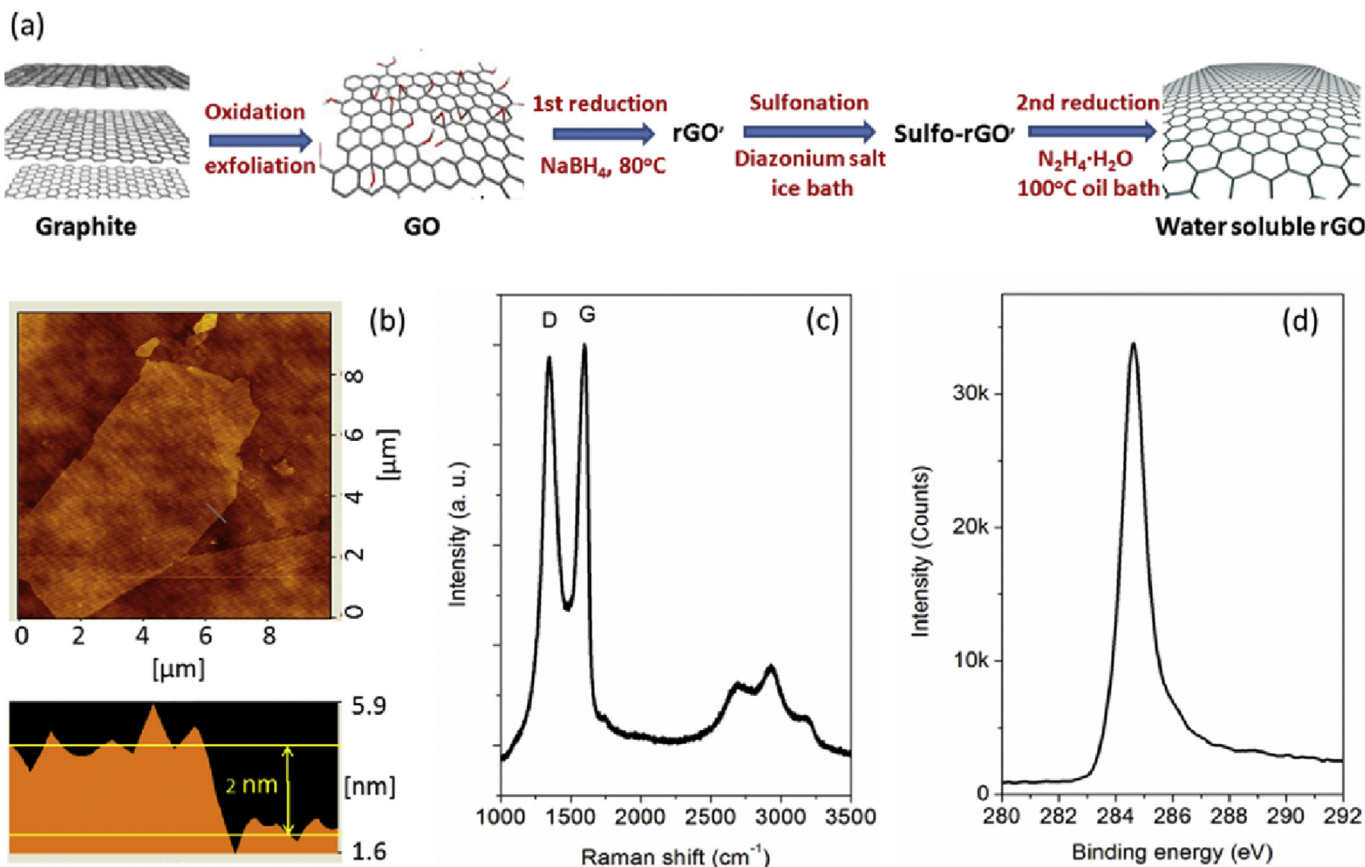 (a)
Oxidation
exfoliation
1st reduction
NaBH₄, 80°C
rGO′
Sulfonation
Diazonium salt
ice bath
Sulfo-rGO′
2nd reduction
N₂H₄·H₂O
100°C oil bath
Graphite
GO
Water soluble rGO
(b)
8
6
4
2
0
[µm]
0 2 4 6 8
[µm]
5.9
2 nm
[nm]
1.6
(c)
D G
Intensity (a. u.)
1000 1500 2000 2500 3000 3500
Raman shift (cm⁻¹)
(d)
30k
20k
10k
0
Intensity (Counts)
280 282 284 286 288 290 292
Binding energy (eV)